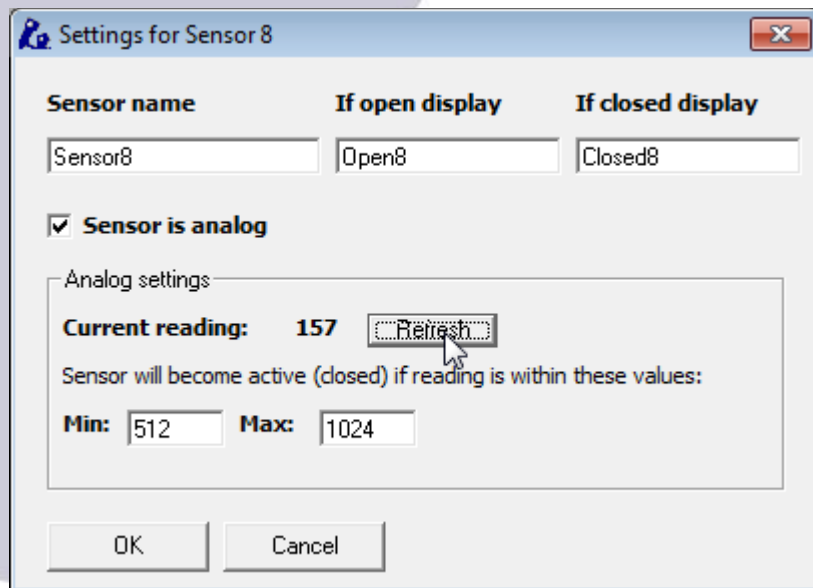 Settings for Sensor 8
Sensor name If open display If closed display
Sensor8 Open8 Closed8
Sensor is analog
Analog settings
Current reading: 157 Refresh
Sensor will become active (closed) if reading is within these values:
Min: 512 Max: 1024
OK Cancel